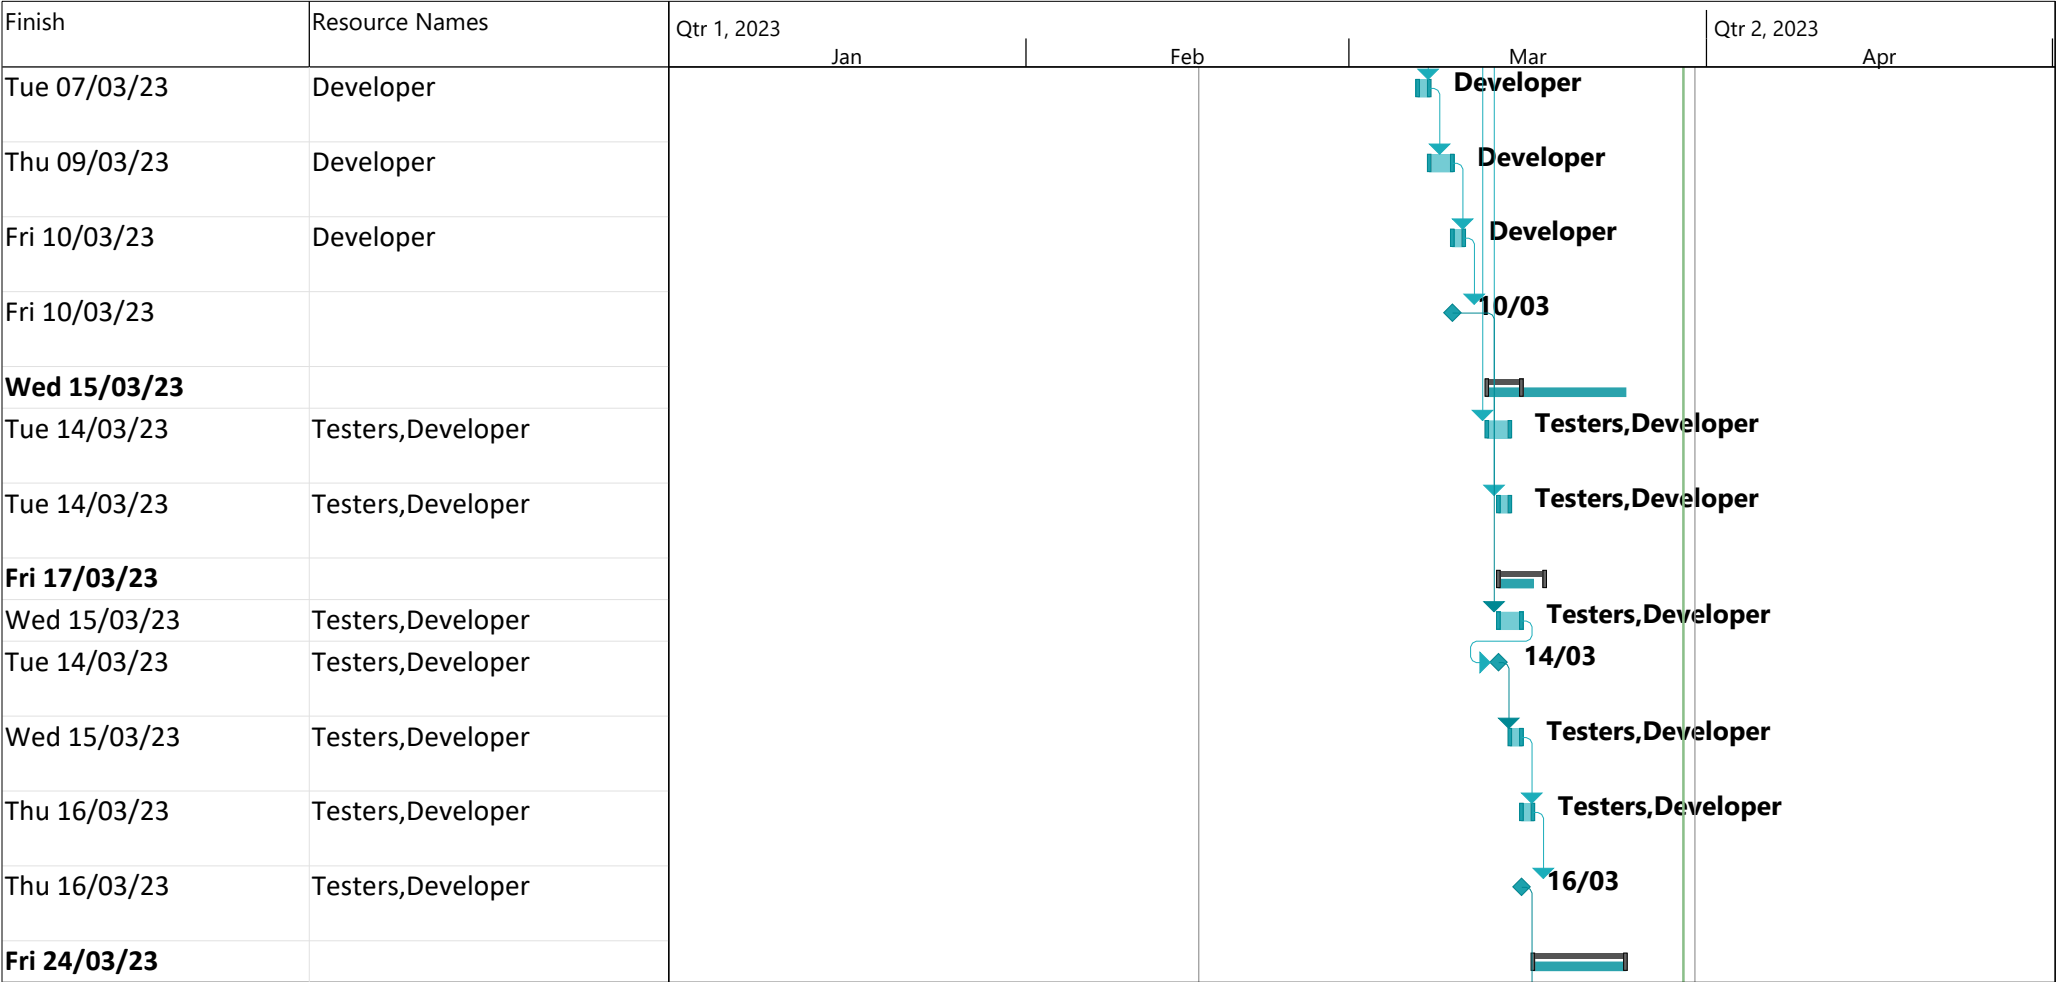 Finish Resource Names Qtr 1, 2023 Qtr 2, 2023
Jan Feb Mar Apr
Tue 07/03/23 Developer Developer
Thu 09/03/23 Developer Developer
Fri 10/03/23 Developer Developer
Fri 10/03/23 10/03
Wed 15/03/23
Tue 14/03/23 Testers,Developer Testers,Developer
Tue 14/03/23 Testers,Developer Testers,Developer
Fri 17/03/23
Wed 15/03/23 Testers,Developer Testers,Developer
Tue 14/03/23 Testers,Developer 14/03
Wed 15/03/23 Testers,Developer Testers,Developer
Thu 16/03/23 Testers,Developer Testers,Developer
Thu 16/03/23 Testers,Developer 16/03
Fri 24/03/23